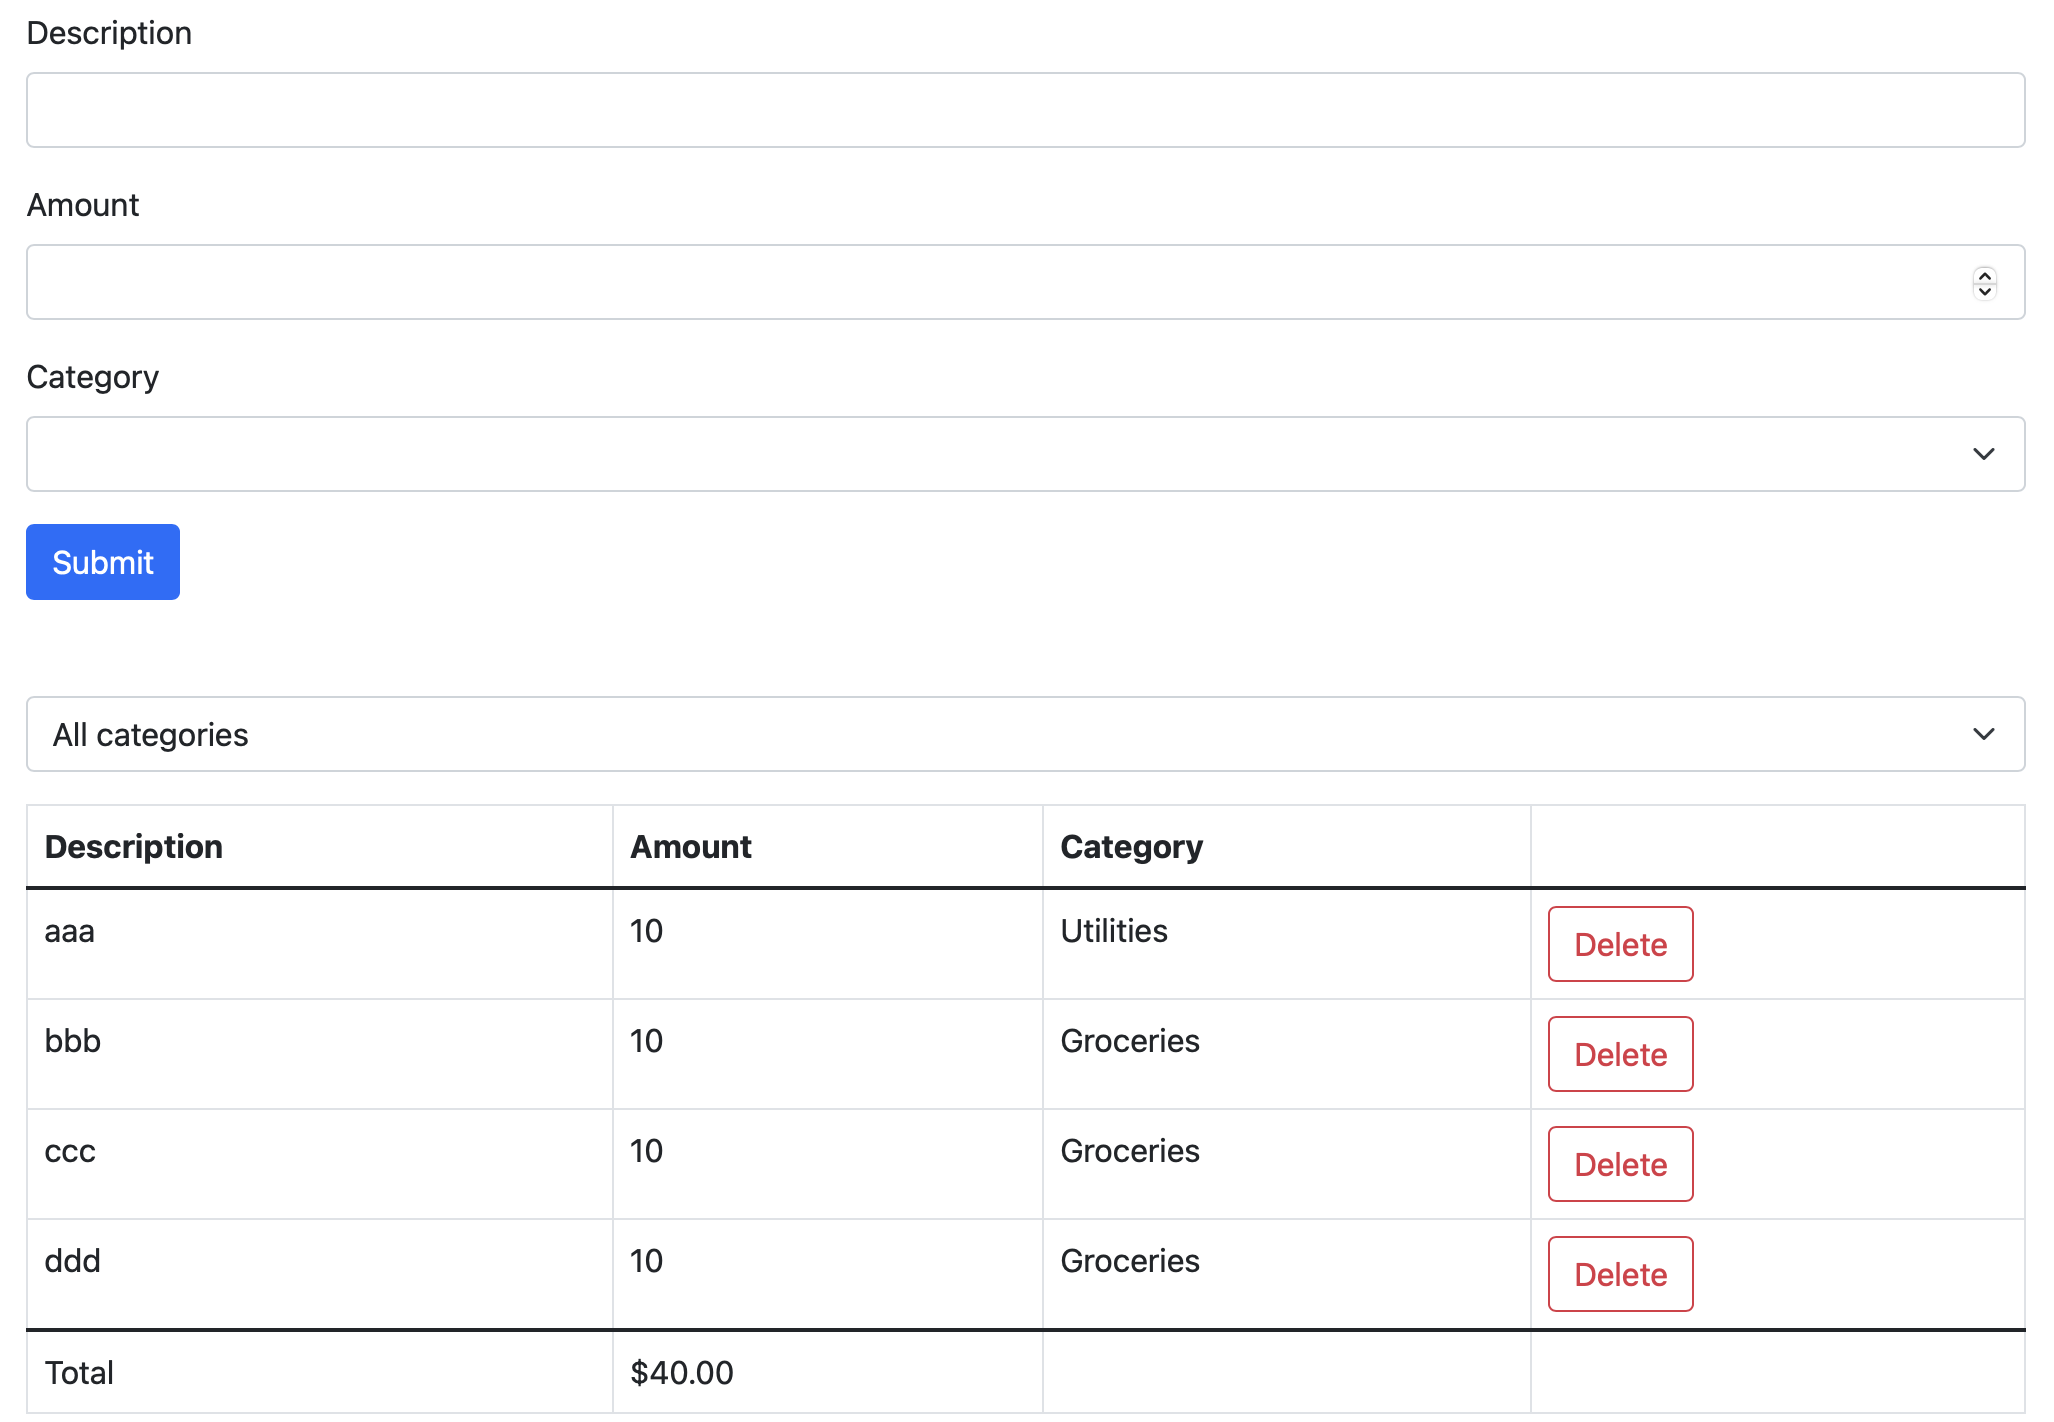 Description
Amount
Category
Submit
All categories
Description Amount Category
aaa 10 Utilities Delete
bbb 10 Groceries Delete
ccc 10 Groceries Delete
ddd 10 Groceries Delete
Total $40.00